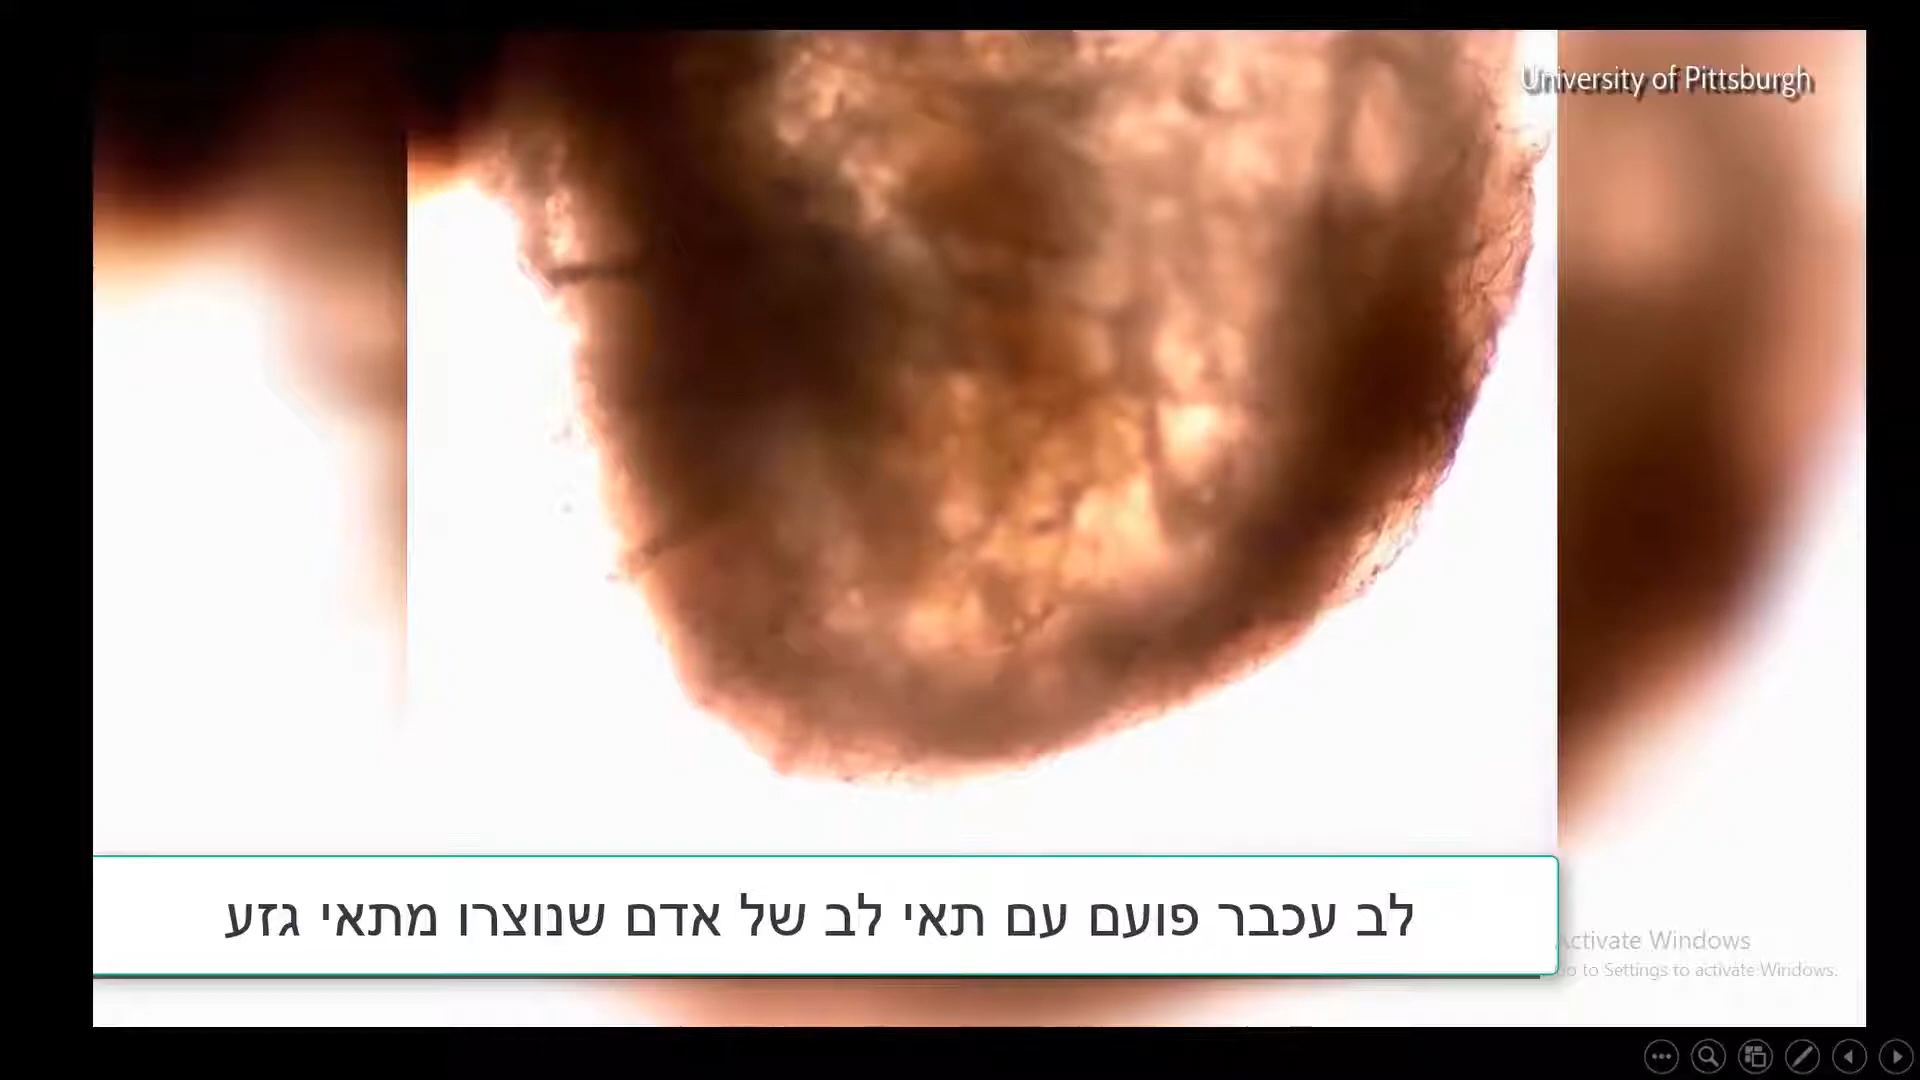 University of Pittsburgh
לב עכבר פועם עם תאי לב של אדם שנוצרו מתאי גזע
Activate Windows
Go to Settings to activate Windows.